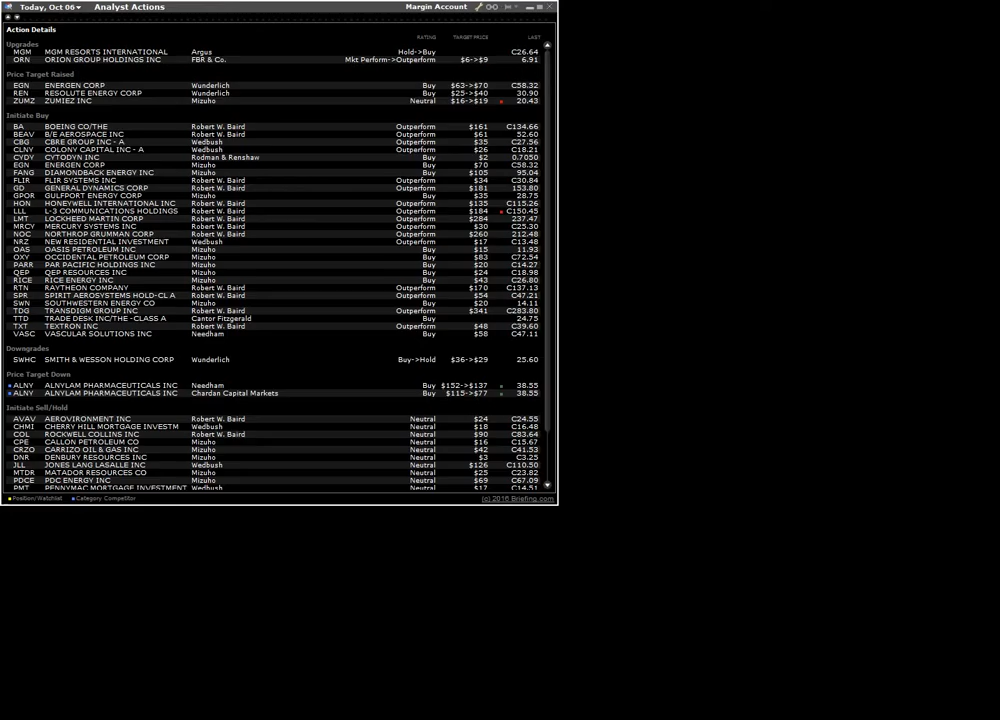 Today, Oct 06 Analyst Actions Margin Account
Action Details
RATING TARGET PRICE LAST
Upgrades
MGM MGM RESORTS INTERNATIONAL Argus Hold->Buy C26.64
ORN ORION GROUP HOLDINGS INC FBR & Co. Mkt Perform->Outperform $6->$9 6.91
Price Target Raised
EGN ENERGEN CORP Wunderlich $63->$70 C58.32
REN RESOLUTE ENERGY CORP Wunderlich Buy $25->$40 30.90
ZUMZ ZUMIEZ INC Mizuho Neutral $16->$19 20.43
Initiate Buy
BA BOEING CO/THE Robert W. Baird Outperform $161 C134.66
BEAV B/E AEROSPACE INC Robert W. Baird Outperform $61 52.60
CBG CBRE GROUP INC - A Wedbush Outperform $35 C27.56
CLNY COLONY CAPITAL INC - A Wedbush Outperform $26 C18.21
CYDY CYTODYN INC Rodman & Renshaw Buy $2 0.7050
EGN ENERGEN CORP Mizuho Buy $70 C58.32
FANG DIAMONDBACK ENERGY INC Mizuho Buy $105 95.04
FLIR FLIR SYSTEMS INC Robert W. Baird Outperform $34 C30.84
GD GENERAL DYNAMICS CORP Robert W. Baird Outperform $181 153.80
GPOR GULFPORT ENERGY CORP Mizuho Buy $35 28.75
HON HONEYWELL INTERNATIONAL INC Robert W. Baird Outperform $135 C115.26
LLL L-3 COMMUNICATIONS HOLDINGS Robert W. Baird Outperform $184 C150.45
LMT LOCKHEED MARTIN CORP Robert W. Baird Outperform $284 237.47
MRCY MERCURY SYSTEMS INC Robert W. Baird Outperform $30 C25.30
NOC NORTHROP GRUMMAN CORP Robert W. Baird Outperform $260 212.48
NRZ NEW RESIDENTIAL INVESTMENT Wedbush Outperform $17 C13.48
OAS OASIS PETROLEUM INC Mizuho Buy $15 11.93
OXY OCCIDENTAL PETROLEUM CORP Mizuho Buy $83 C72.54
PARR PAR PACIFIC HOLDINGS INC Mizuho Buy $20 C14.27
QEP QEP RESOURCES INC Mizuho Buy $24 C18.98
RICE RICE ENERGY INC Mizuho Buy $43 C26.80
RTN RAYTHEON COMPANY Robert W. Baird Outperform $170 C137.13
SPR SPIRIT AEROSYSTEMS HOLD-CL A Robert W. Baird Outperform $54 C47.21
SWN SOUTHWESTERN ENERGY CO Mizuho Buy $20 14.11
TDG TRANSDIGM GROUP INC Robert W. Baird Outperform $341 C283.80
TTD TRADE DESK INC/THE -CLASS A Cantor Fitzgerald Buy 24.75
TXT TEXTRON INC Robert W. Baird Outperform $48 C39.60
VASC VASCULAR SOLUTIONS INC Needham Buy $58 C47.11
Downgrades
SWHC SMITH & WESSON HOLDING CORP Wunderlich Buy->Hold $36->$29 25.60
Price Target Down
ALNY ALNYLAM PHARMACEUTICALS INC Needham Buy $152->$137 38.55
ALNY ALNYLAM PHARMACEUTICALS INC Chardan Capital Markets Buy $115->$77 38.55
Initiate Sell/Hold
AVAV AEROVIRONMENT INC Robert W. Baird Neutral $24 C24.55
CHMI CHERRY HILL MORTGAGE INVESTM Wedbush Neutral $18 C16.48
COL ROCKWELL COLLINS INC Robert W. Baird Neutral $90 C83.64
CPE CALLON PETROLEUM CO Mizuho Neutral $16 C15.67
CRZO CARRIZO OIL & GAS INC Mizuho Neutral $42 C41.53
DNR DENBURY RESOURCES INC Mizuho Neutral $3 C3.25
JLL JONES LANG LASALLE INC Wedbush Neutral $126 C110.50
MTDR MATADOR RESOURCES CO Mizuho Neutral $25 C23.82
PDCE PDC ENERGY INC Mizuho Neutral $69 C67.09
PMT PENNYMAC MORTGAGE INVESTMENT Wedbush Neutral $17 C14.51
Position/Watchlist Category Competitor (c) 2016 Briefing.com